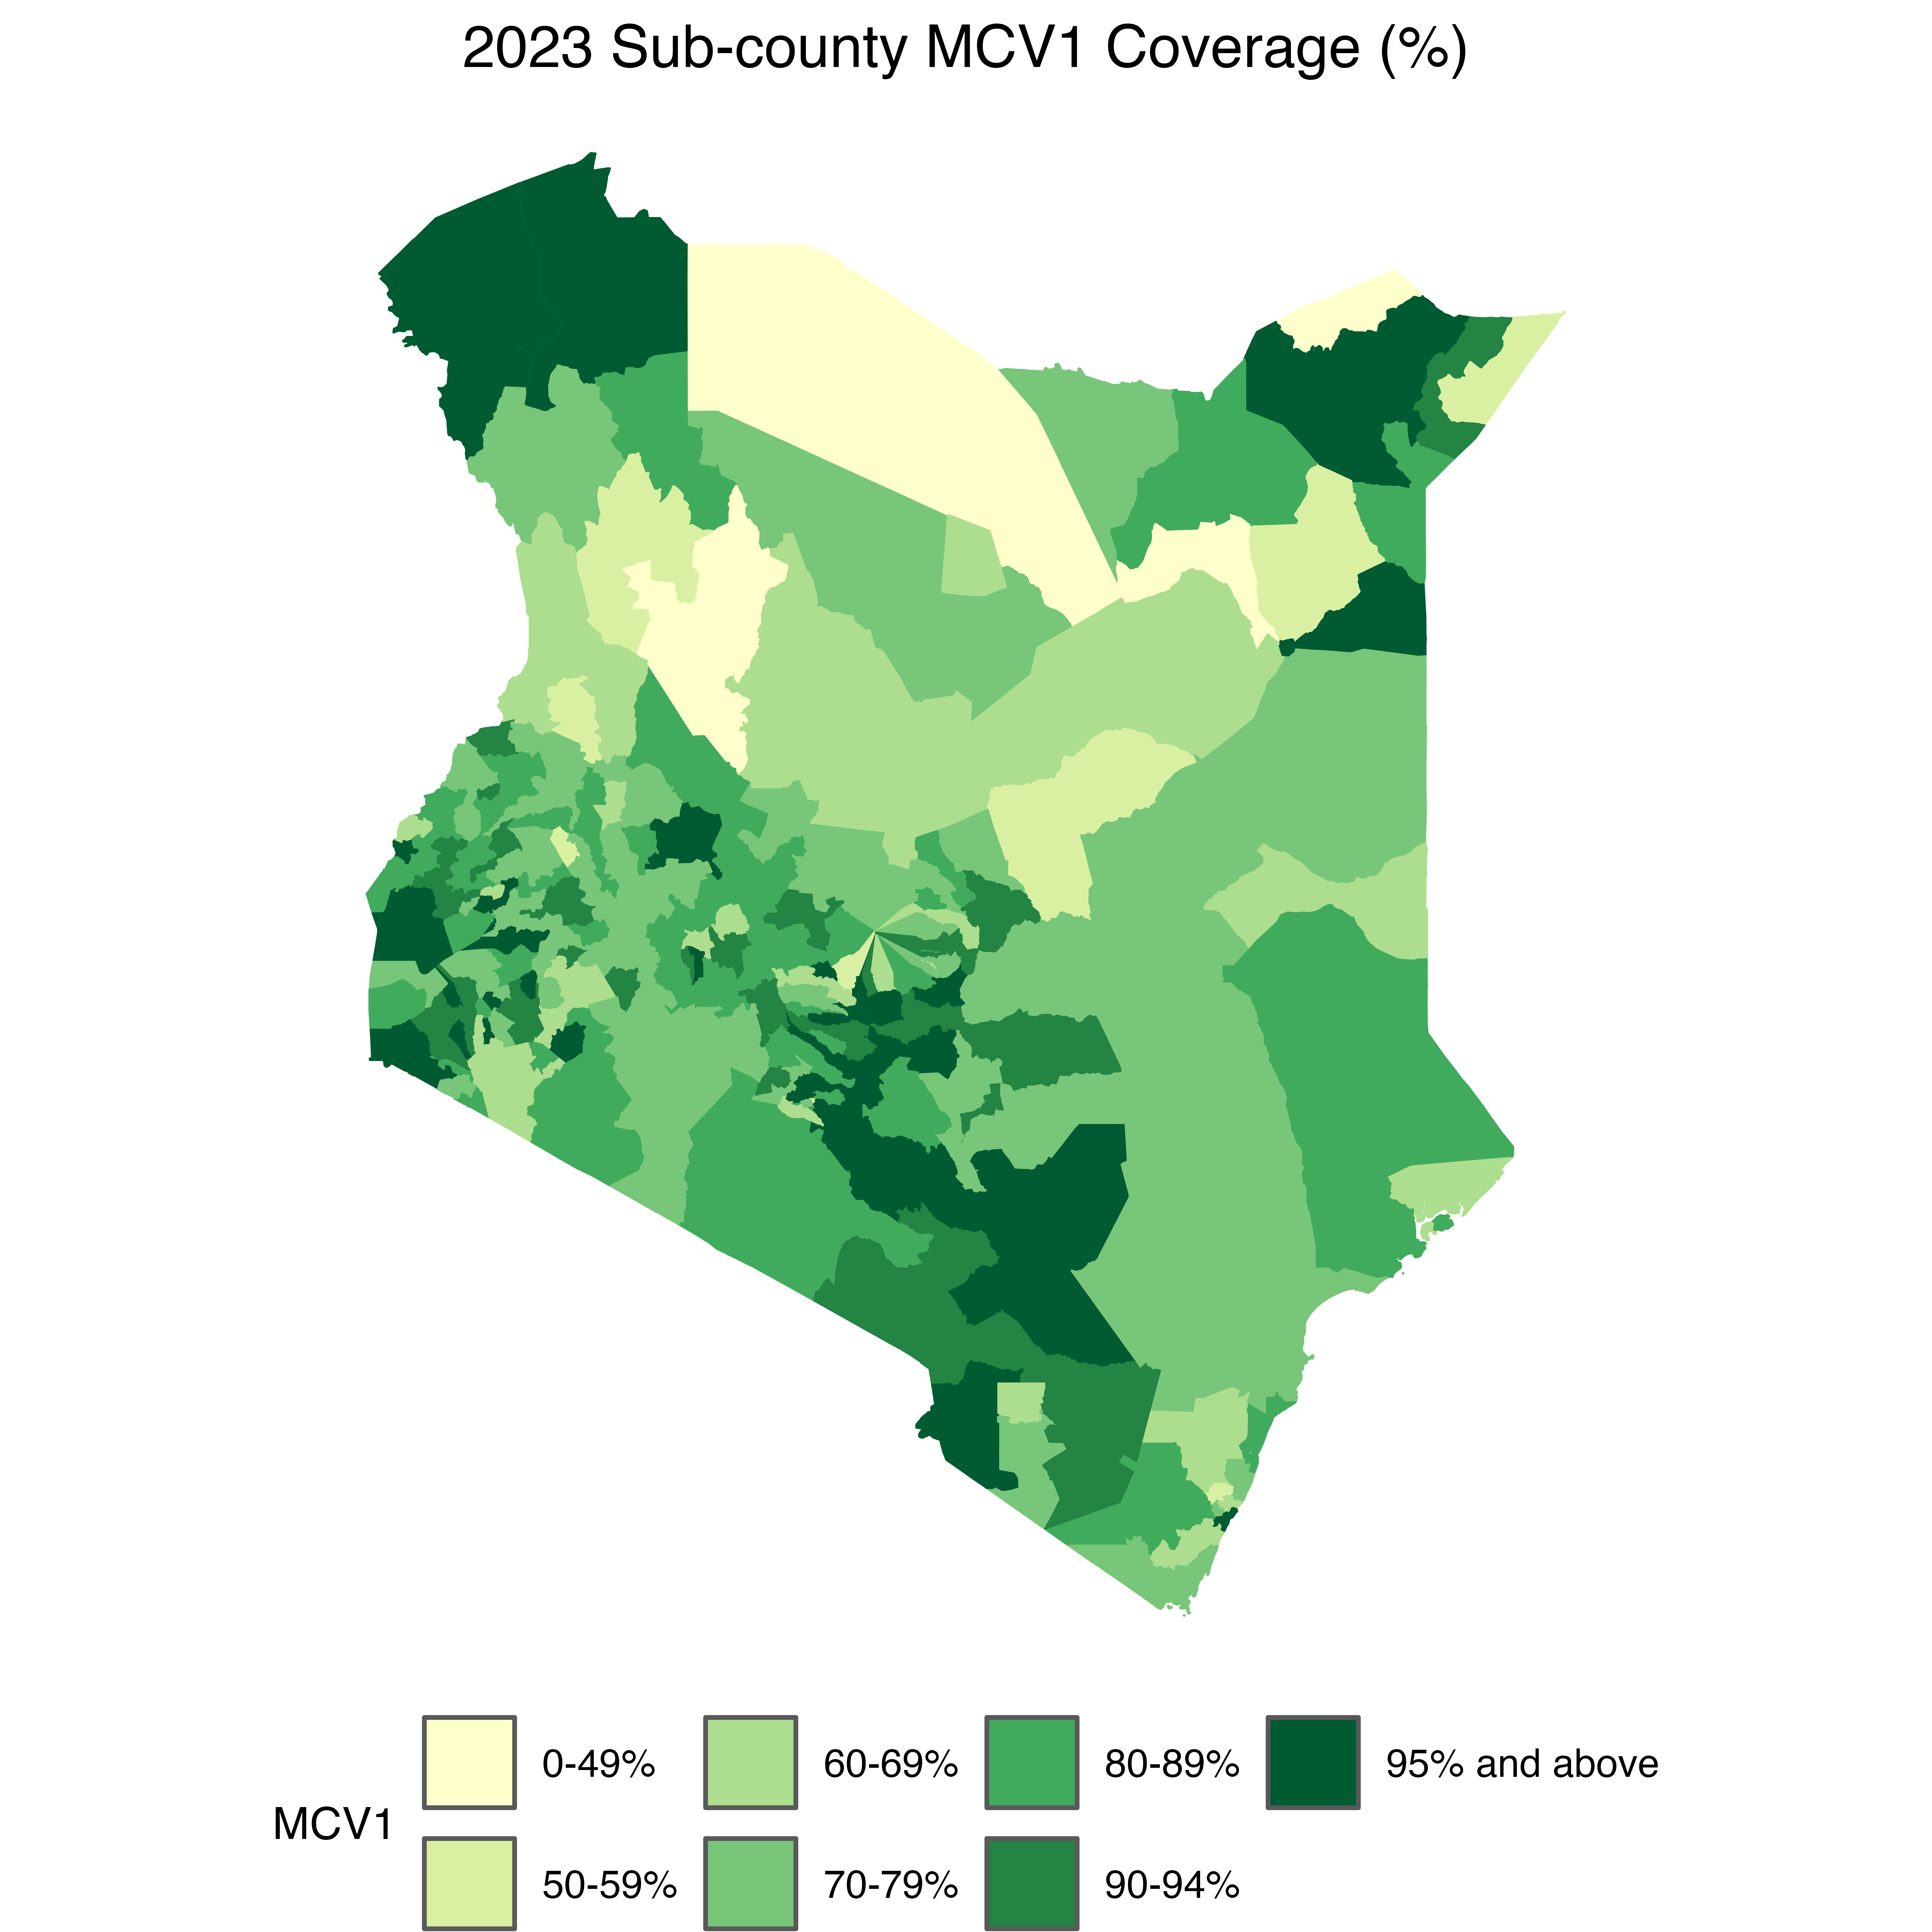 2023 Sub-county MCV1 Coverage (%)
MCV1
0-49%
60-69%
80-89%
95% and above
50-59%
70-79%
90-94%